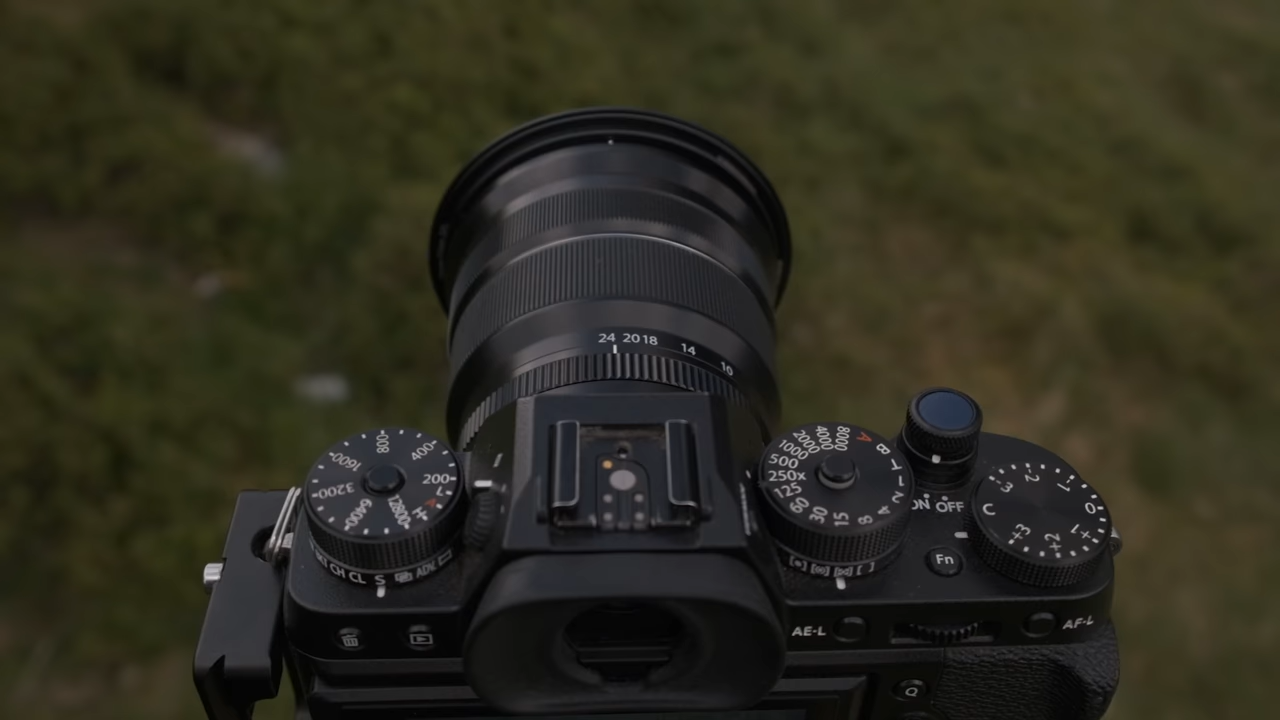 24 20 18 14 10
800 400 200 L A H 12800 6400 3200 1600
CH CL S ADV.
8000 A B T 2 4 8 15 30 60 125 250x 500 1000 2000 4000
ON OFF
C 3 2 1 0 +1 +2 +3
Fn
AE-L
AF-L
Q